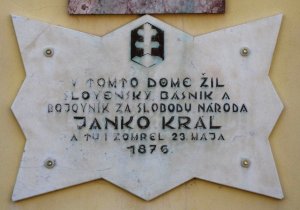 V TOMTO DOME ŽIL
SLOVENSKÝ BÁSNIK A
BOJOVNÍK ZA SLOBODU NÁRODA
JANKO KRÁĽ
A TU I ZOMREL 23. MÁJA
1876